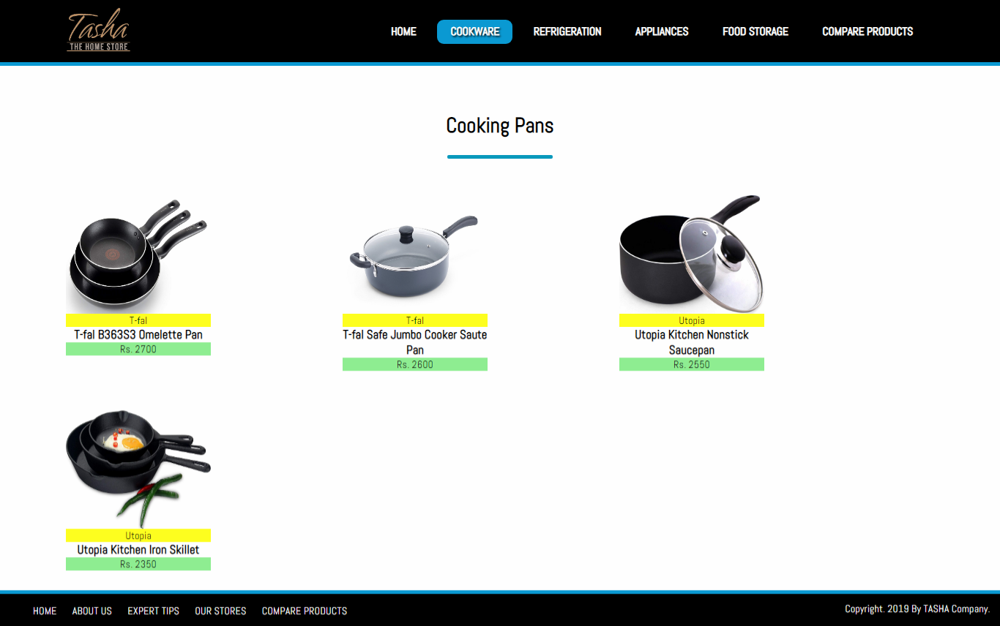 Tasha
THE HOME STORE
HOME
COOKWARE
REFRIGERATION
APPLIANCES
FOOD STORAGE
COMPARE PRODUCTS
Cooking Pans
T-fal
T-fal B363S3 Omelette Pan
Rs. 2700
T-fal
T-fal Safe Jumbo Cooker Saute
Pan
Rs. 2600
Utopia
Utopia Kitchen Nonstick
Saucepan
Rs. 2550
Utopia
Utopia Kitchen Iron Skillet
Rs. 2350
HOME
ABOUT US
EXPERT TIPS
OUR STORES
COMPARE PRODUCTS
Copyright. 2019 By TASHA Company.